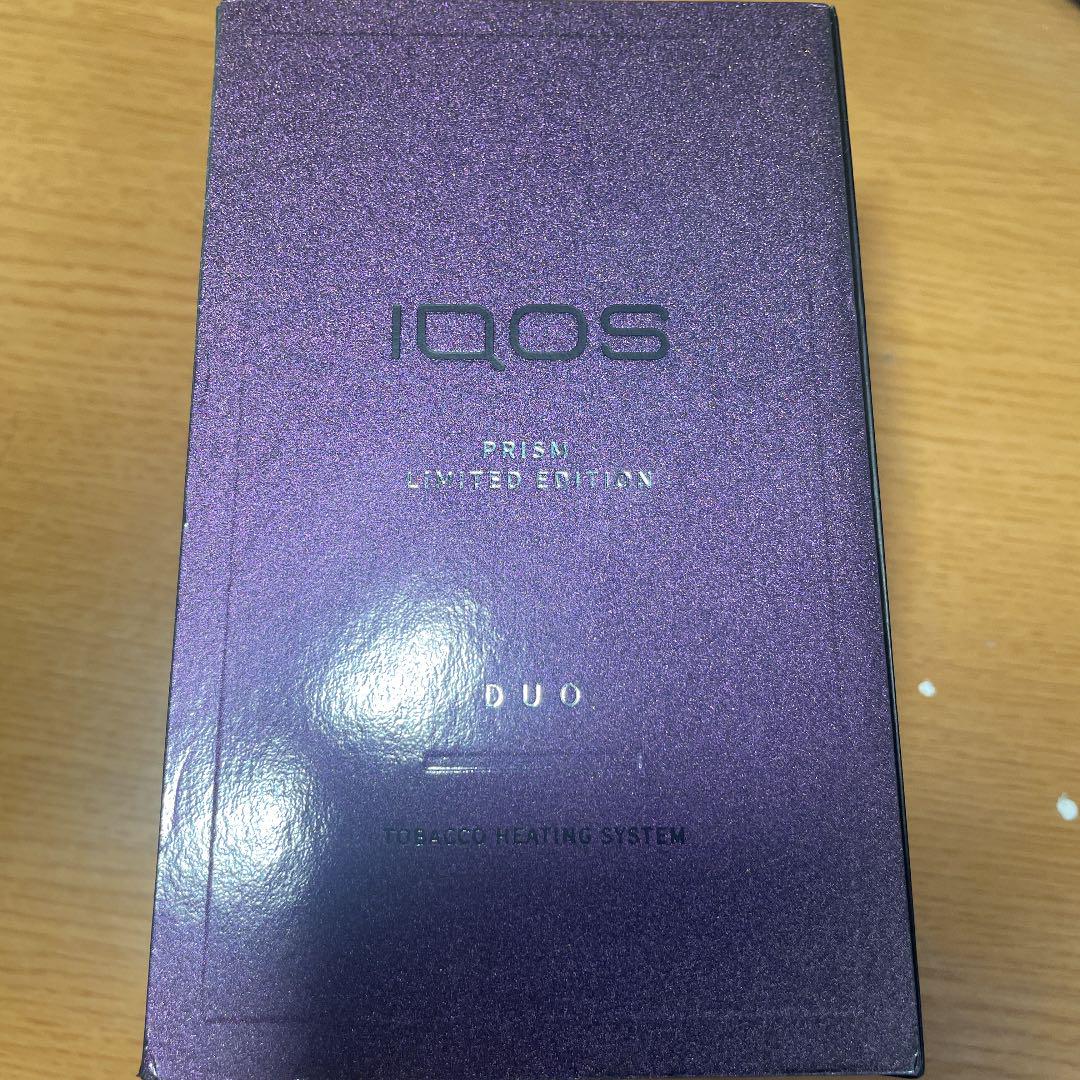 IQOS
PRISM
LIMITED EDITION
DUO
TOBACCO HEATING SYSTEM